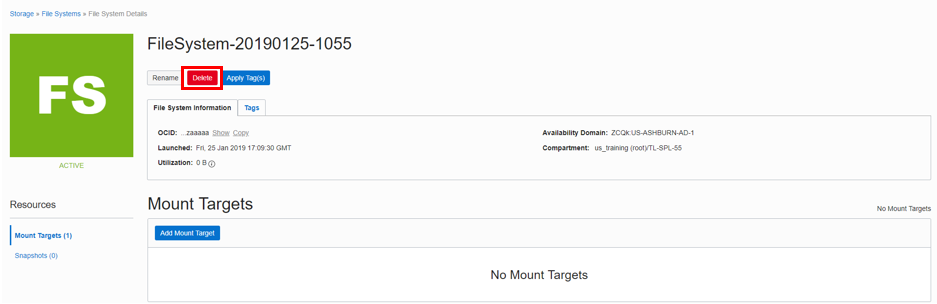 Storage » File Systems » File System Details
FS
ACTIVE
FileSystem-20190125-1055
Rename Delete Apply Tag(s)
File System Information Tags
OCID: ...zaaaaa Show Copy
Launched: Fri, 25 Jan 2019 17:09:30 GMT
Utilization: 0 B
Availability Domain: ZCQk:US-ASHBURN-AD-1
Compartment: us_training (root)/TL-SPL-55
Resources
Mount Targets (1)
Snapshots (0)
Mount Targets
No Mount Targets
Add Mount Target
No Mount Targets